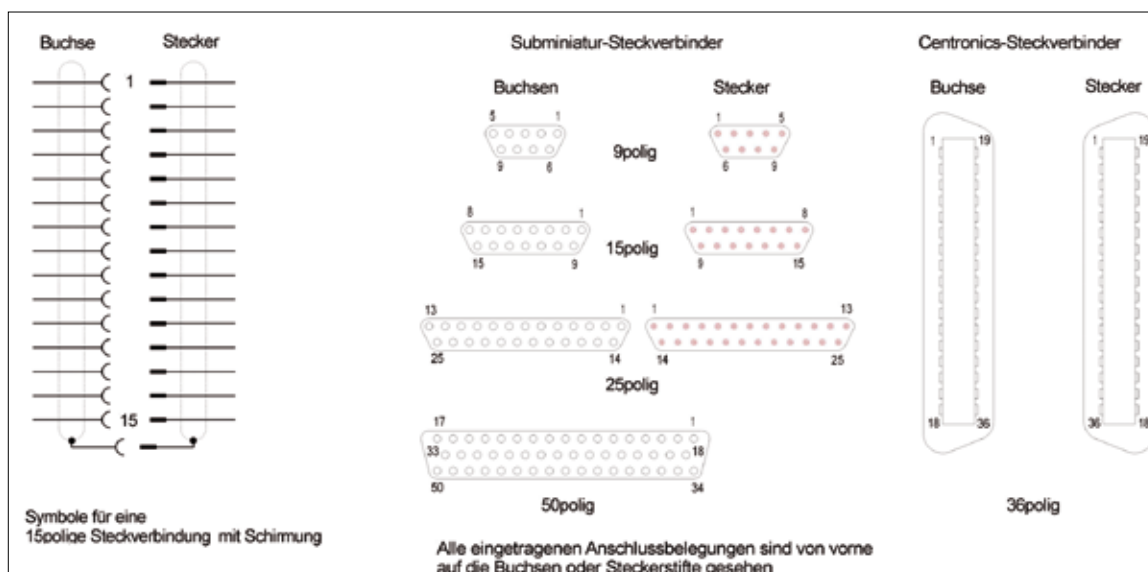 Buchse Stecker
1
15
Symbole für eine
15polige Steckverbindung mit Schirmung
Subminiatur-Steckverbinder
Buchsen Stecker
5 1 1 5
9polig
9 6 6 9
8 1 1 8
15polig
15 9 9 15
13 1 1 13
25 14 14 25
25polig
17 1
33 18
50 34
50polig
Alle eingetragenen Anschlussbelegungen sind von vorne
auf die Buchsen oder Steckerstifte gesehen
Centronics-Steckverbinder
Buchse Stecker
1 19 1 19
18 36 36 18
36polig